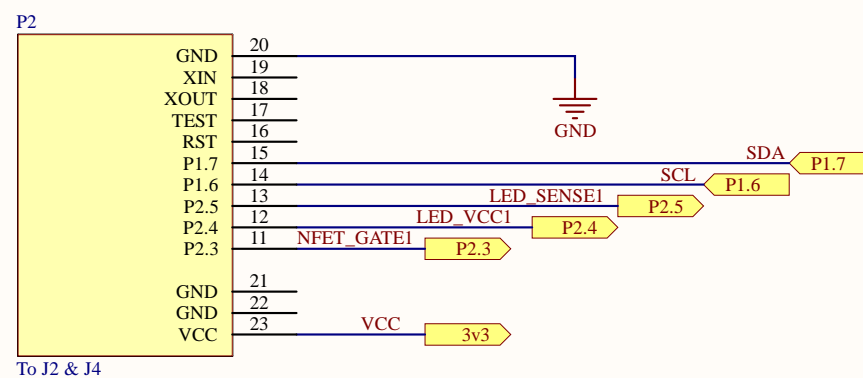 P2
GND 20
XIN 19
XOUT 18
TEST 17
RST 16
P1.7 15 SDA P1.7
P1.6 14 SCL P1.6
P2.5 13 LED_SENSE1 P2.5
P2.4 12 LED_VCC1 P2.4
P2.3 11 NFET_GATE1 P2.3
GND
GND 21
GND 22
VCC 23 VCC 3v3
To J2 & J4